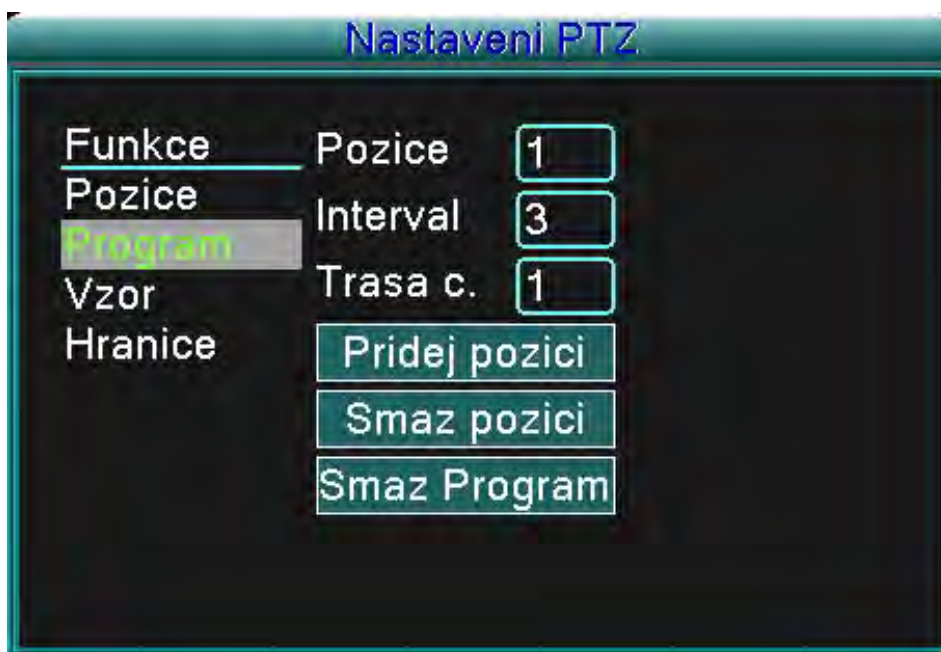 Nastaveni PTZ
Funkce
Pozice
Program
Vzor
Hranice
Pozice 1
Interval 3
Trasa c. 1
Pridej pozici
Smaz pozici
Smaz Program